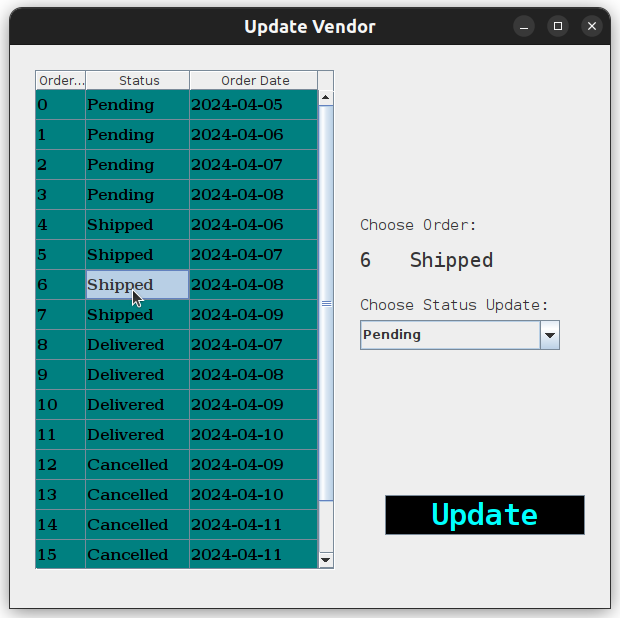 Update Vendor
Order... Status Order Date
0 Pending 2024-04-05
1 Pending 2024-04-06
2 Pending 2024-04-07
3 Pending 2024-04-08
4 Shipped 2024-04-06
5 Shipped 2024-04-07
6 Shipped 2024-04-08
7 Shipped 2024-04-09
8 Delivered 2024-04-07
9 Delivered 2024-04-08
10 Delivered 2024-04-09
11 Delivered 2024-04-10
12 Cancelled 2024-04-09
13 Cancelled 2024-04-10
14 Cancelled 2024-04-11
15 Cancelled 2024-04-11
Choose Order:
6 Shipped
Choose Status Update:
Pending
Update